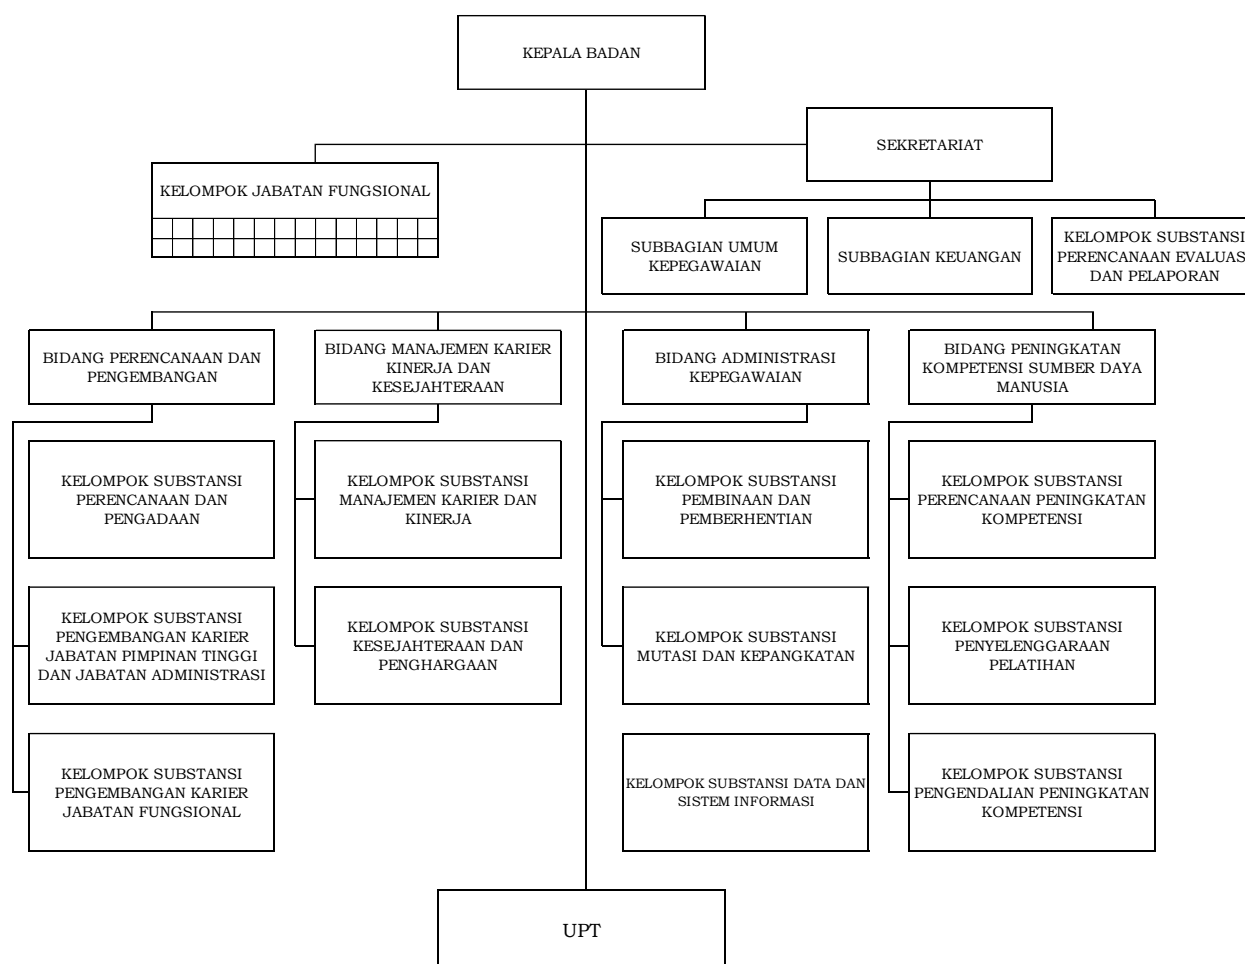 KEPALA BADAN
SEKRETARIAT
KELOMPOK JABATAN FUNGSIONAL
SUBBAGIAN UMUM
KEPEGAWAIAN
SUBBAGIAN KEUANGAN
KELOMPOK SUBSTANSI
PERENCANAAN EVALUAS
DAN PELAPORAN
BIDANG PERENCANAAN DAN
PENGEMBANGAN
BIDANG MANAJEMEN KARIER
KINERJA DAN
KESEJAHTERAAN
BIDANG ADMINISTRASI
KEPEGAWAIAN
BIDANG PENINGKATAN
KOMPETENSI SUMBER DAYA
MANUSIA
KELOMPOK SUBSTANSI
PERENCANAAN DAN
PENGADAAN
KELOMPOK SUBSTANSI
MANAJEMEN KARIER DAN
KINERJA
KELOMPOK SUBSTANSI
PEMBINAAN DAN
PEMBERHENTIAN
KELOMPOK SUBSTANSI
PERENCANAAN PENINGKATAN
KOMPETENSI
KELOMPOK SUBSTANSI
PENGEMBANGAN KARIER
JABATAN PIMPINAN TINGGI
DAN JABATAN ADMINISTRASI
KELOMPOK SUBSTANSI
KESEJAHTERAAN DAN
PENGHARGAAN
KELOMPOK SUBSTANSI
MUTASI DAN KEPANGKATAN
KELOMPOK SUBSTANSI
PENYELENGGARAAN
PELATIHAN
KELOMPOK SUBSTANSI
PENGEMBANGAN KARIER
JABATAN FUNGSIONAL
KELOMPOK SUBSTANSI DATA DAN
SISTEM INFORMASI
KELOMPOK SUBSTANSI
PENGENDALIAN PENINGKATAN
KOMPETENSI
UPT